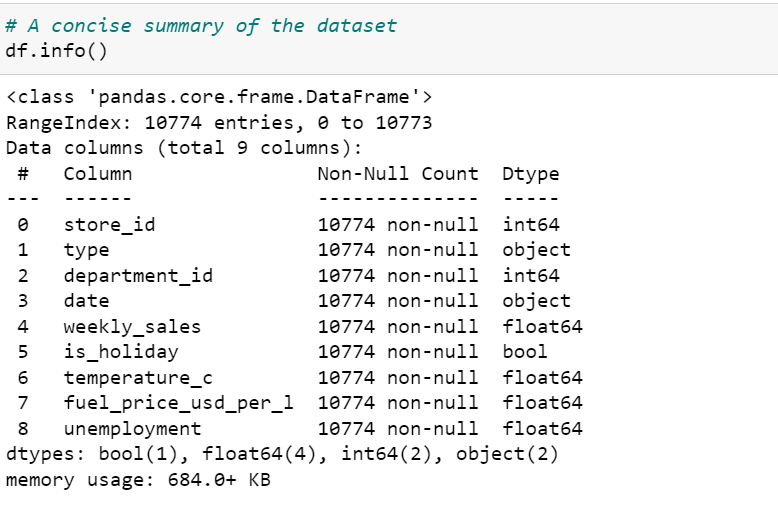 # A concise summary of the dataset
df.info()
<class 'pandas.core.frame.DataFrame'>
RangeIndex: 10774 entries, 0 to 10773
Data columns (total 9 columns):
 #   Column                Non-Null Count  Dtype
---  ------                --------------  -----
 0   store_id              10774 non-null  int64
 1   type                  10774 non-null  object
 2   department_id         10774 non-null  int64
 3   date                  10774 non-null  object
 4   weekly_sales          10774 non-null  float64
 5   is_holiday            10774 non-null  bool
 6   temperature_c         10774 non-null  float64
 7   fuel_price_usd_per_l  10774 non-null  float64
 8   unemployment          10774 non-null  float64
dtypes: bool(1), float64(4), int64(2), object(2)
memory usage: 684.0+ KB